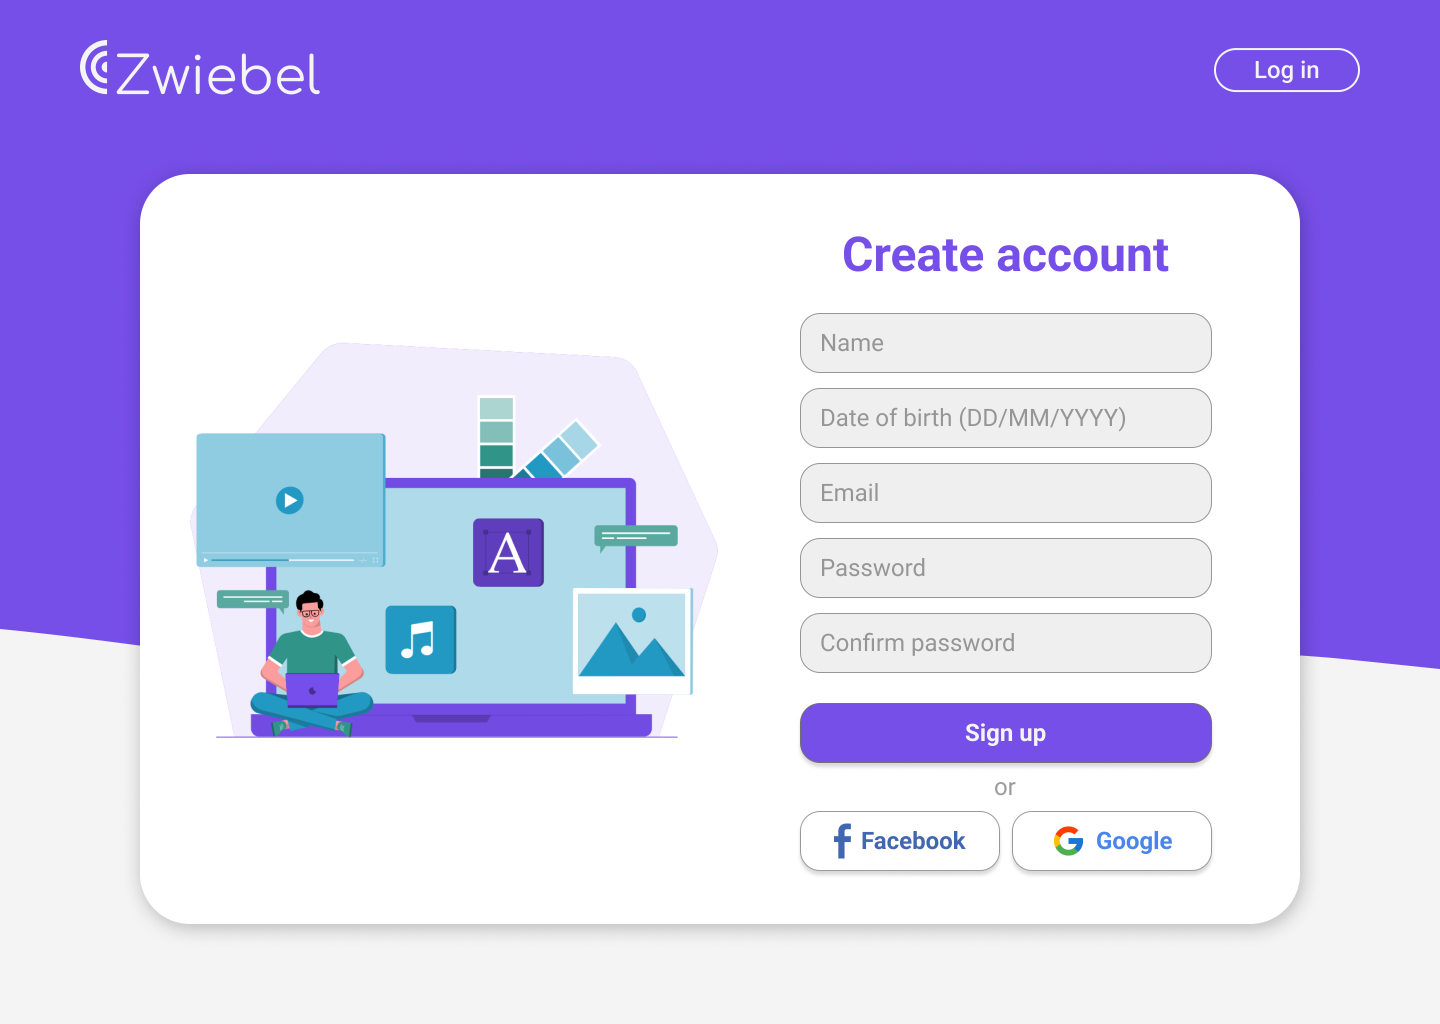 Zwiebel
Log in
Create account
Name
Date of birth (DD/MM/YYYY)
Email
Password
Confirm password
Sign up
or
Facebook
Google
A